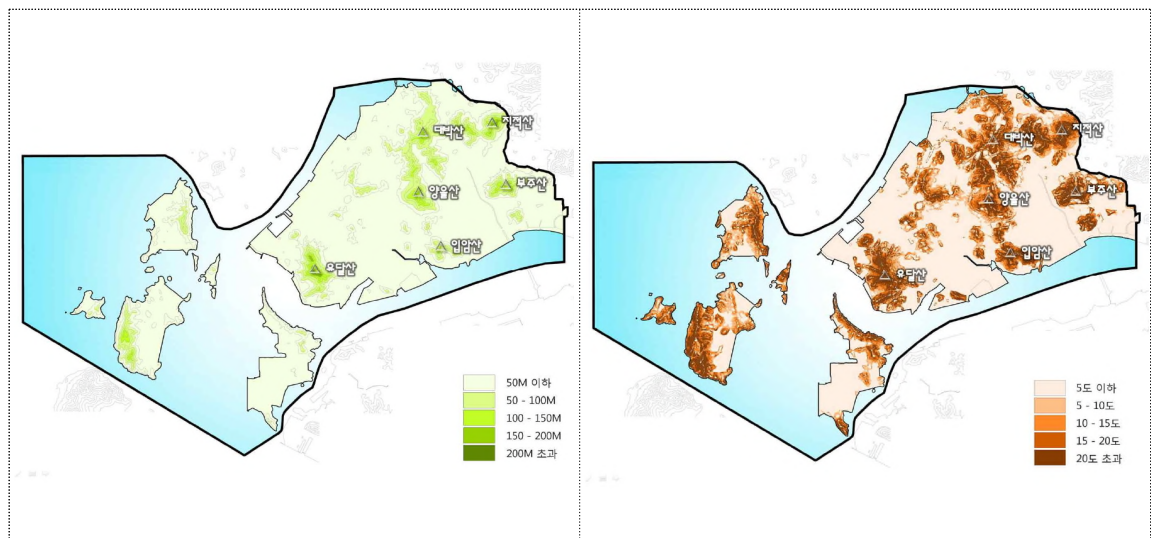 지적산
대박산
부주산
양을산
입암산
유달산
50M 이하
50 - 100M
100 - 150M
150 - 200M
200M 초과
지적산
대박산
부주산
양을산
입암산
유달산
5도 이하
5 - 10도
10 - 15도
15 - 20도
20도 초과